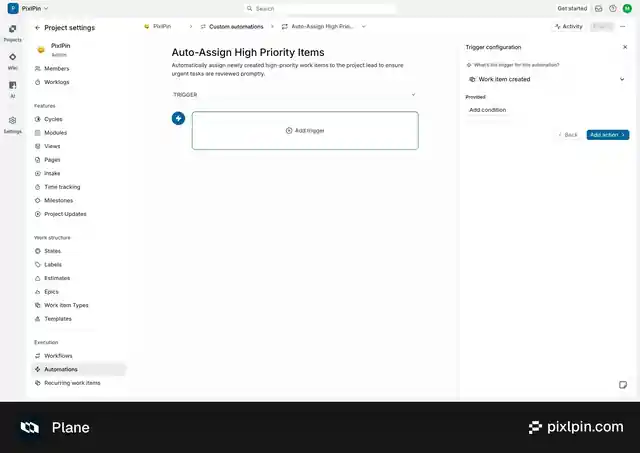 PixlPin
Search
Get started
M
Projects
Wiki
AI
Settings
Project settings
PixlPin
Admin
Members
Worklogs
Features
Cycles
Modules
Views
Pages
Intake
Time tracking
Milestones
Project Updates
Work structure
States
Labels
Estimates
Epics
Work item Types
Templates
Execution
Workflows
Automations
Recurring work items
PixlPin > Custom automations > Auto-Assign High Prio...
Activity
Auto-Assign High Priority Items
Automatically assign newly created high-priority work items to the project lead to ensure
urgent tasks are reviewed promptly.
TRIGGER
Add trigger
Trigger configuration
What's the trigger for this automation?
Work item created
Provided
Add condition
Back
Add action
Plane
pixlpin.com